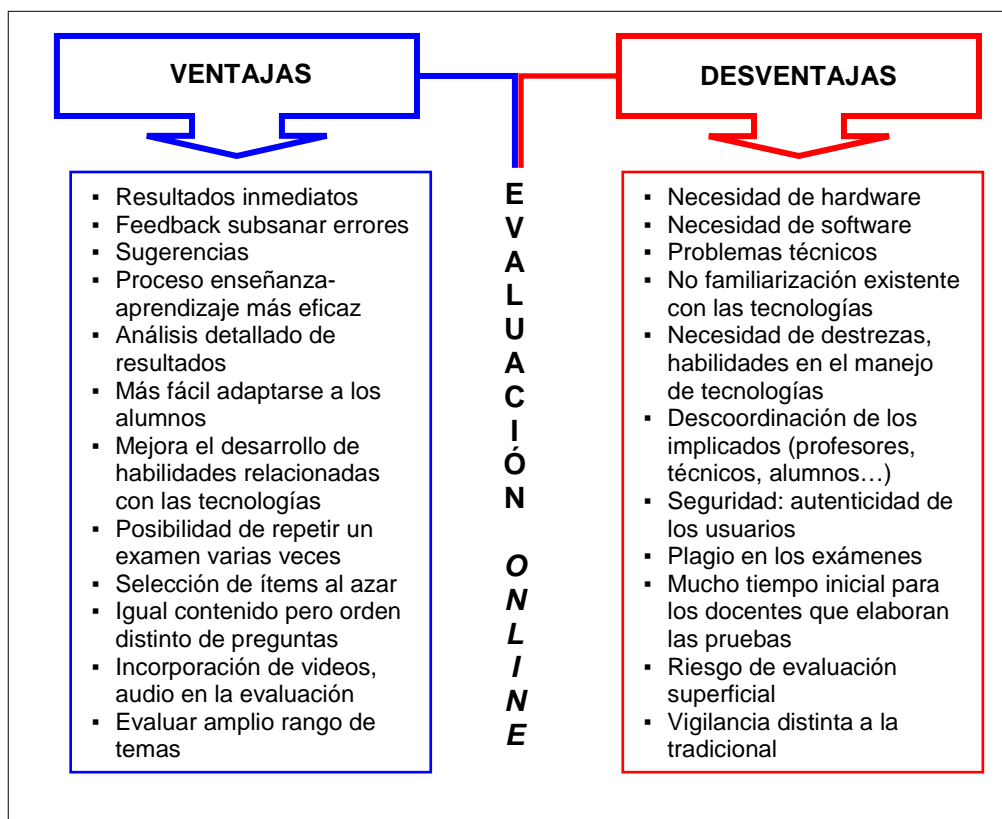 VENTAJAS
▪ Resultados inmediatos
▪ Feedback subsanar errores
▪ Sugerencias
▪ Proceso enseñanza-
aprendizaje más eficaz
▪ Análisis detallado de
resultados
▪ Más fácil adaptarse a los
alumnos
▪ Mejora el desarrollo de
habilidades relacionadas
con las tecnologías
▪ Posibilidad de repetir un
examen varias veces
▪ Selección de ítems al azar
▪ Igual contenido pero orden
distinto de preguntas
▪ Incorporación de videos,
audio en la evaluación
▪ Evaluar amplio rango de
temas
EVALUACIÓN ONLINE
DESVENTAJAS
▪ Necesidad de hardware
▪ Necesidad de software
▪ Problemas técnicos
▪ No familiarización existente
con las tecnologías
▪ Necesidad de destrezas,
habilidades en el manejo
de tecnologías
▪ Descoordinación de los
implicados (profesores,
técnicos, alumnos…)
▪ Seguridad: autenticidad de
los usuarios
▪ Plagio en los exámenes
▪ Mucho tiempo inicial para
los docentes que elaboran
las pruebas
▪ Riesgo de evaluación
superficial
▪ Vigilancia distinta a la
tradicional